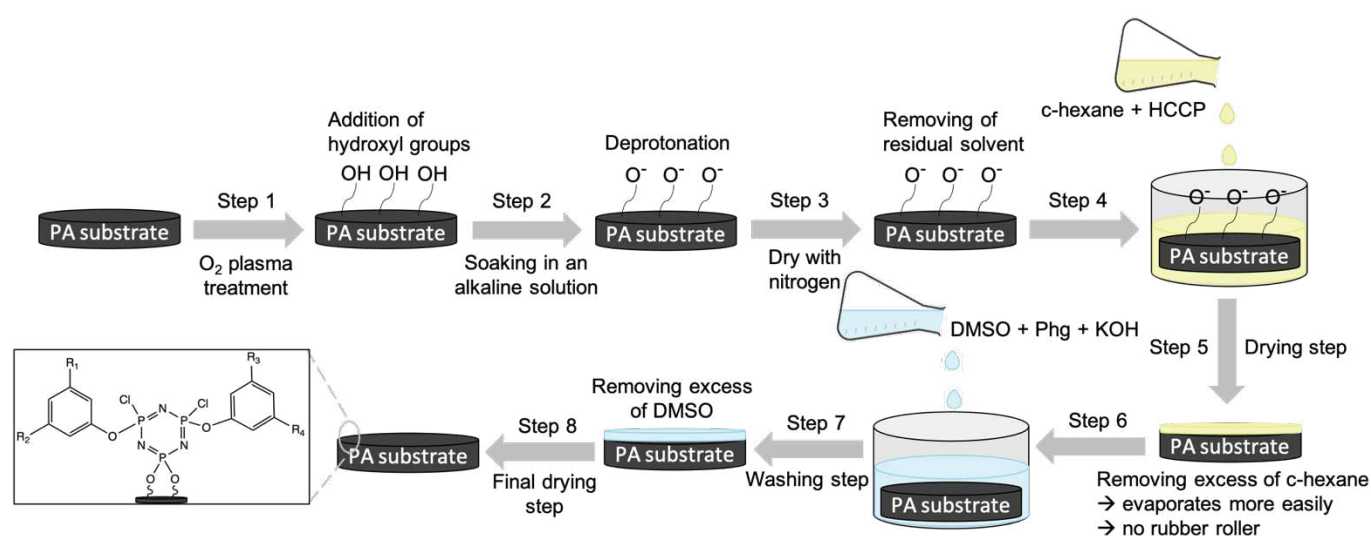 PA substrate
Step 1
O₂ plasma
treatment
Addition of
hydroxyl groups
OH OH OH
PA substrate
Step 2
Soaking in an
alkaline solution
Deprotonation
O⁻ O⁻ O⁻
PA substrate
Step 3
Dry with
nitrogen
Removing of
residual solvent
O⁻ O⁻ O⁻
PA substrate
Step 4
c-hexane + HCCP
O⁻ O⁻ O⁻
PA substrate
Step 5
Drying step
PA substrate
Removing excess of c-hexane
→ evaporates more easily
→ no rubber roller
Step 6
DMSO + Phg + KOH
PA substrate
Step 7
Washing step
Removing excess
of DMSO
PA substrate
Step 8
Final drying
step
PA substrate
R₁ R₃
Cl Cl
R₂ O P N P O R₄
N N
P
O O